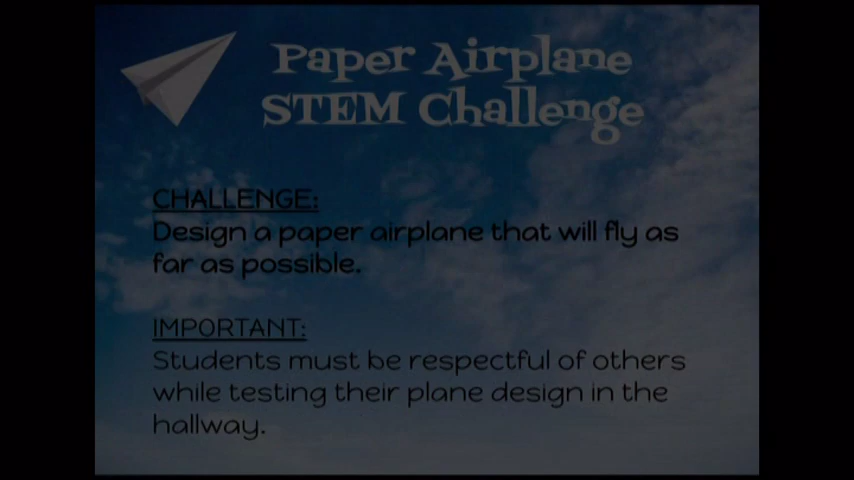 Paper Airplane
STEM Challenge
CHALLENGE:
Design a paper airplane that will fly as
far as possible.
IMPORTANT:
Students must be respectful of others
while testing their plane design in the
hallway.